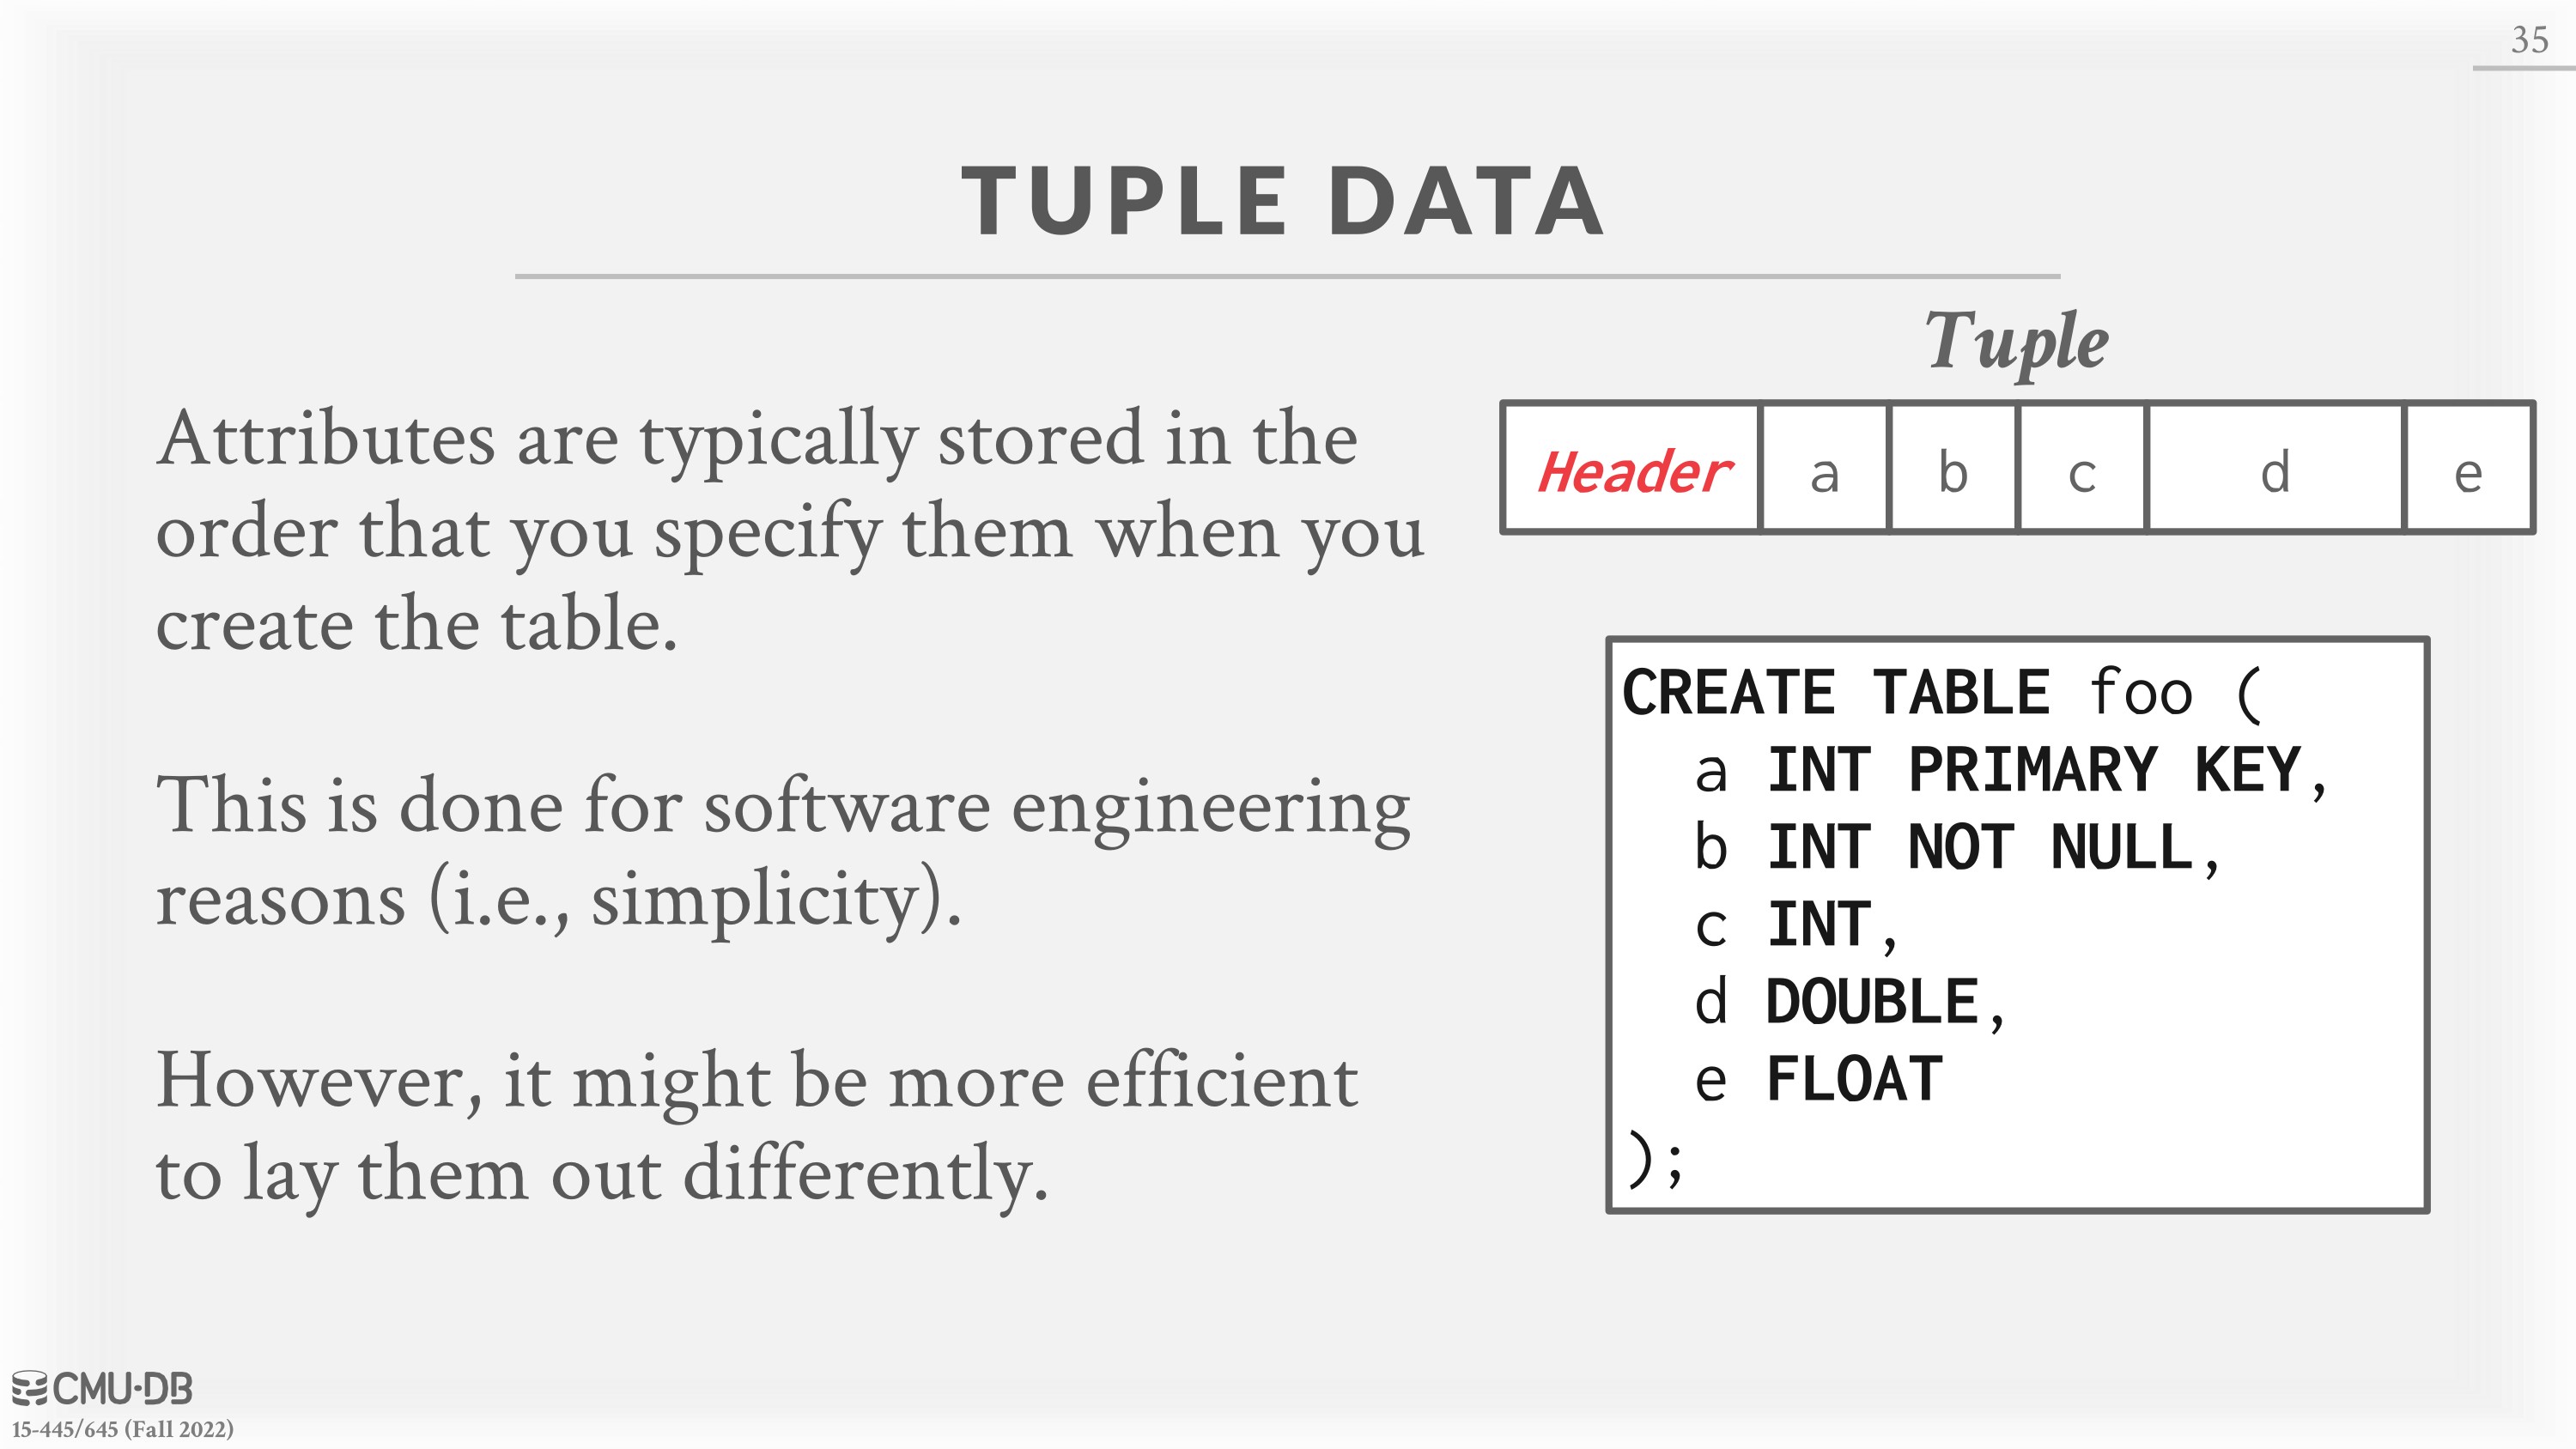 35
TUPLE DATA
Attributes are typically stored in the
order that you specify them when you
create the table.
This is done for software engineering
reasons (i.e., simplicity).
However, it might be more efficient
to lay them out differently.
Tuple
Header a b c d e
CREATE TABLE foo (
  a INT PRIMARY KEY,
  b INT NOT NULL,
  c INT,
  d DOUBLE,
  e FLOAT
);
CMU·DB
15-445/645 (Fall 2022)